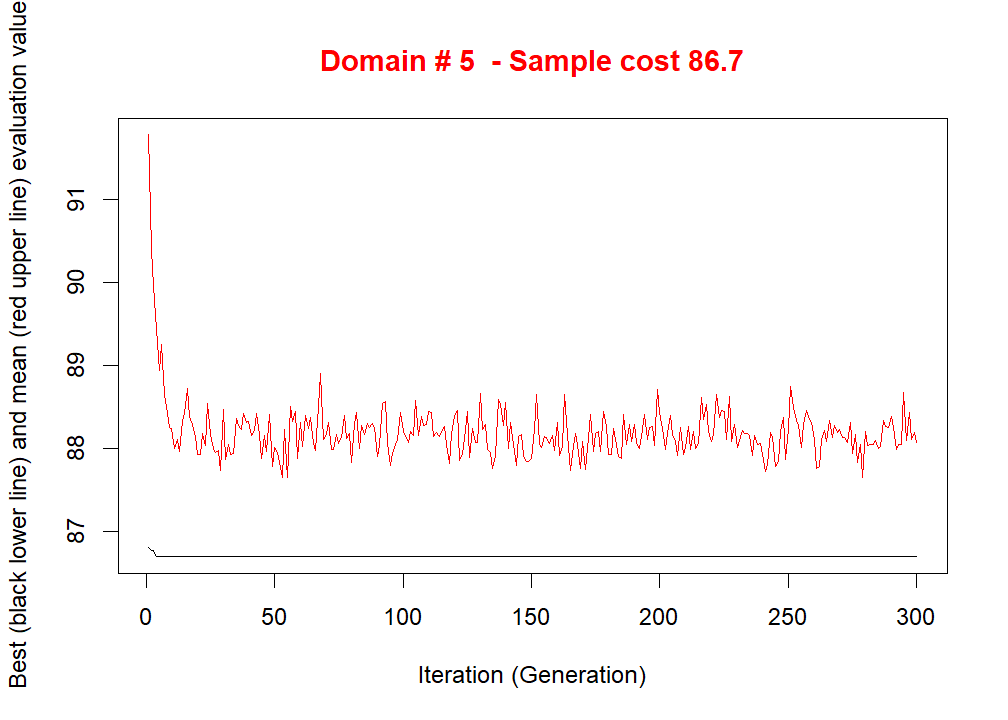 Domain # 5  - Sample cost 86.7
Best (black lower line) and mean (red upper line) evaluation value
91
90
89
88
87
0 50 100 150 200 250 300
Iteration (Generation)